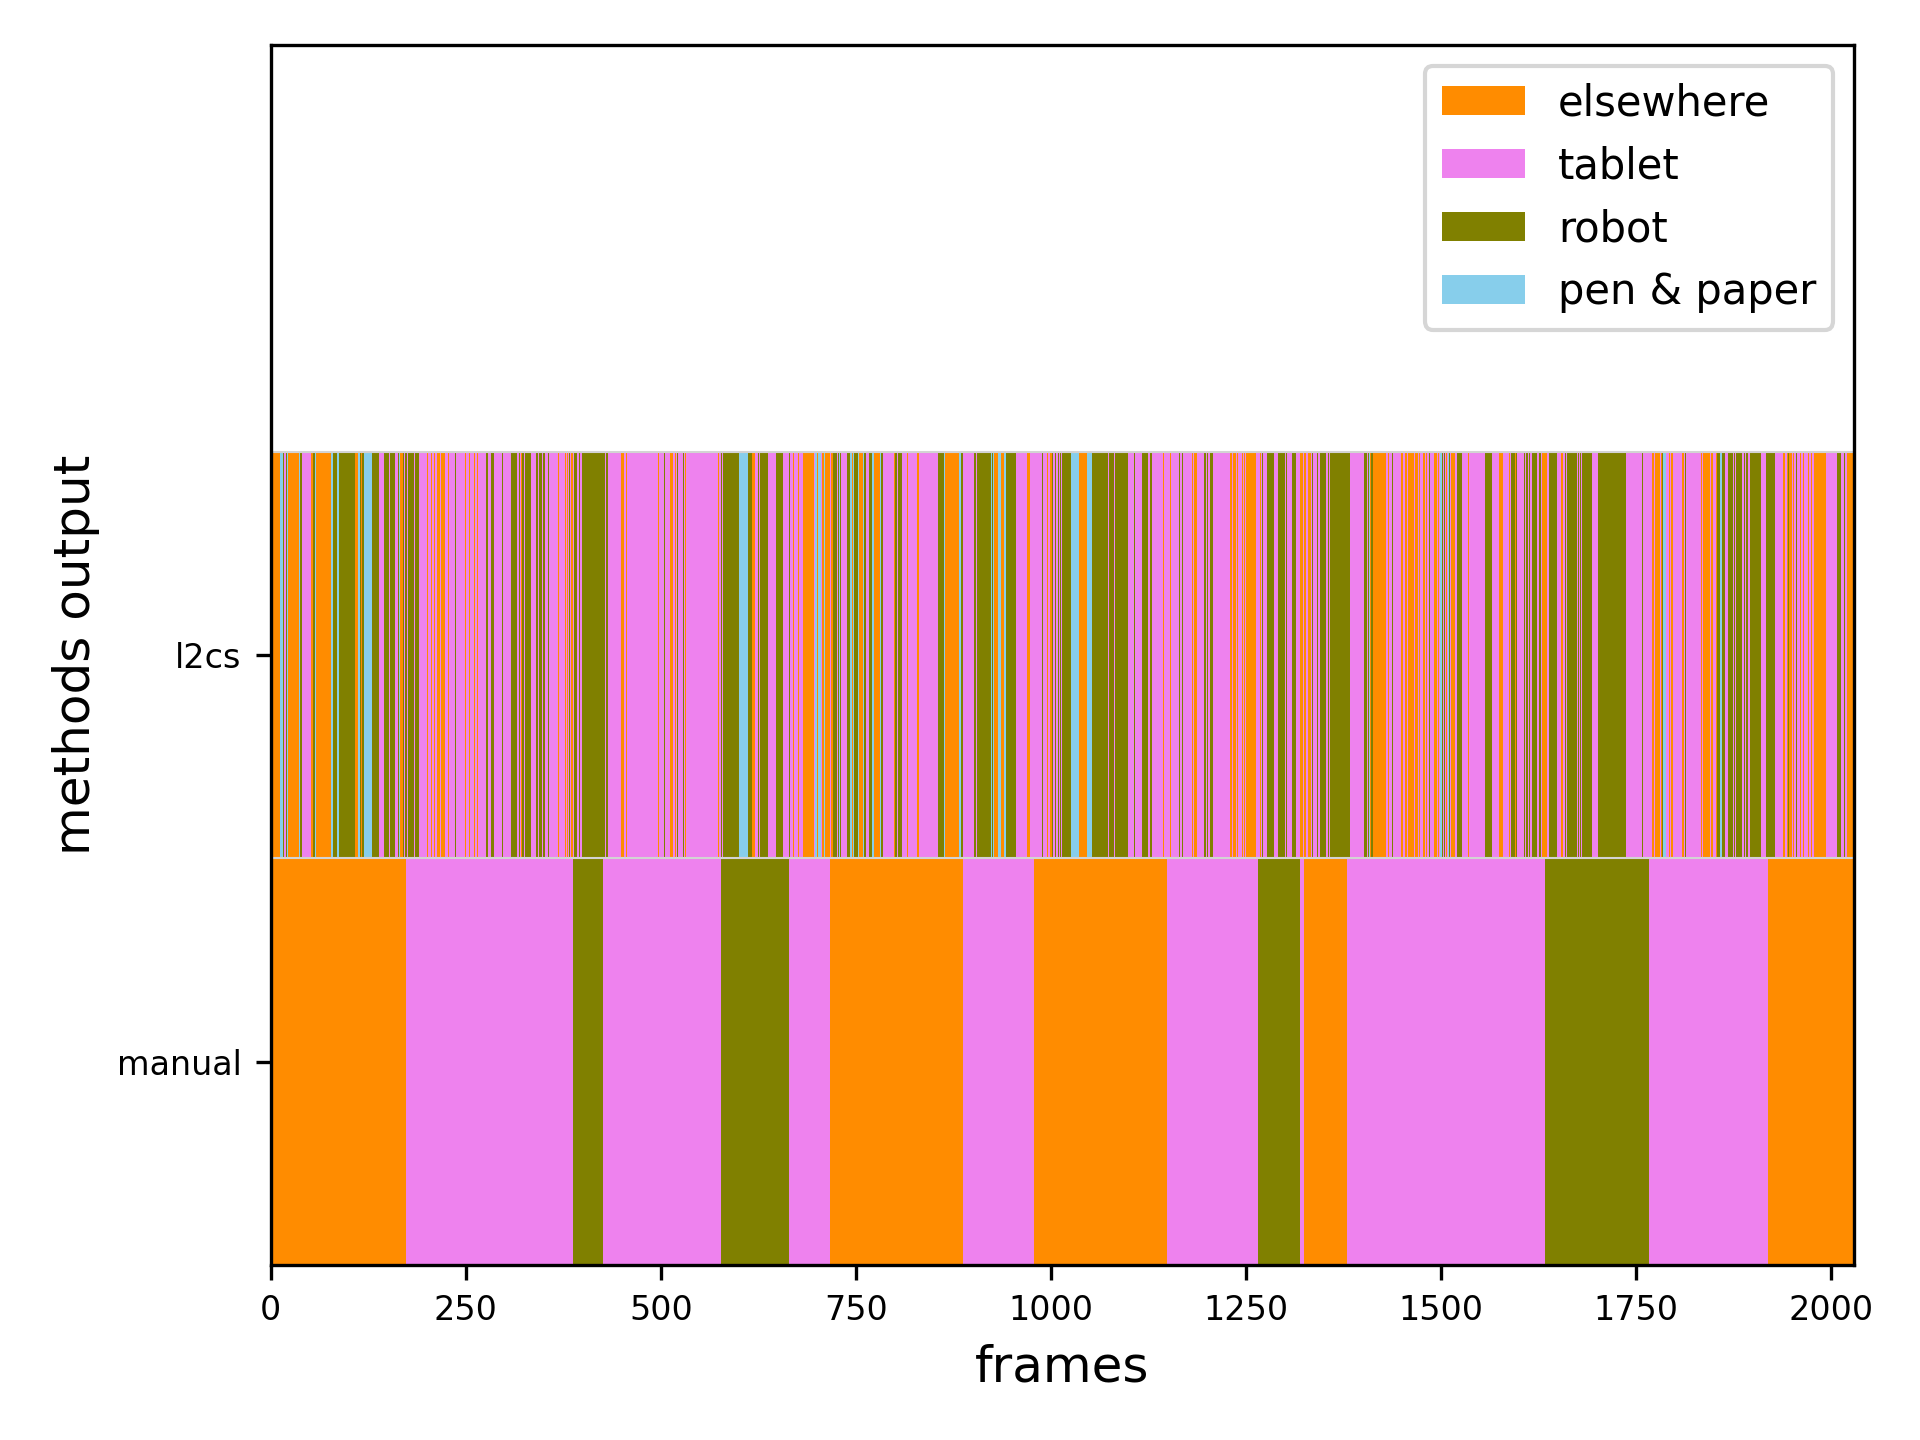 elsewhere
tablet
robot
pen & paper
methods output
l2cs
manual
0 250 500 750 1000 1250 1500 1750 2000
frames